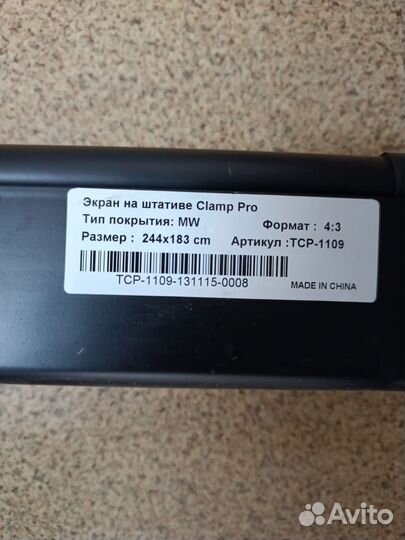 Экран на штативе Clamp Pro
Тип покрытия: MW Формат : 4:3
Размер : 244x183 cm Артикул :TCP-1109
TCP-1109-131115-0008 MADE IN CHINA
Avito